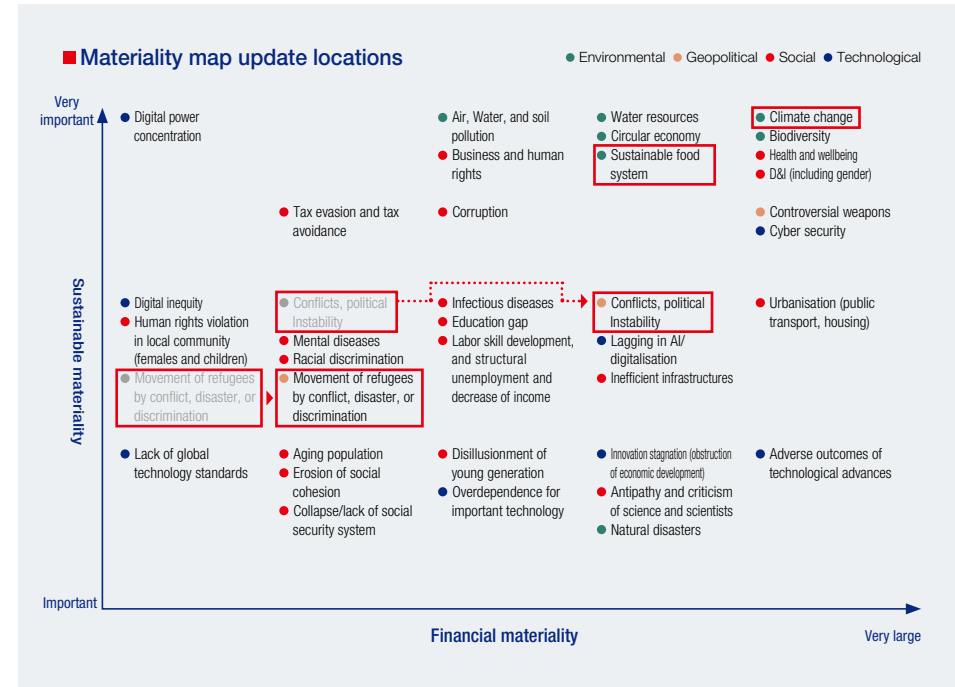 Materiality map update locations
Environmental Geopolitical Social Technological
Very
important
Digital power
concentration
Air, Water, and soil
pollution
Business and human
rights
Water resources
Circular economy
Sustainable food
system
Climate change
Biodiversity
Health and wellbeing
D&I (including gender)
Tax evasion and tax
avoidance
Corruption
Controversial weapons
Cyber security
Sustainable materiality
Digital inequity
Human rights violation
in local community
(females and children)
Movement of refugees
by conflict, disaster, or
discrimination
Conflicts, political
Instability
Mental diseases
Racial discrimination
Movement of refugees
by conflict, disaster, or
discrimination
Infectious diseases
Education gap
Labor skill development,
and structural
unemployment and
decrease of income
Conflicts, political
Instability
Lagging in AI/
digitalisation
Inefficient infrastructures
Urbanisation (public
transport, housing)
Lack of global
technology standards
Aging population
Erosion of social
cohesion
Collapse/lack of social
security system
Disillusionment of
young generation
Overdependence for
important technology
Innovation stagnation (obstruction
of economic development)
Antipathy and criticism
of science and scientists
Natural disasters
Adverse outcomes of
technological advances
Important
Financial materiality
Very large